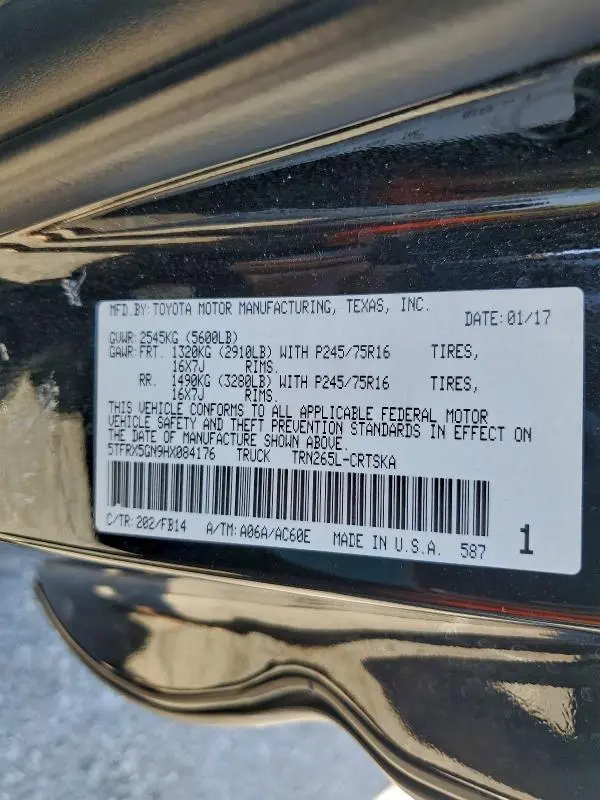 MFD.BY:TOYOTA MOTOR MANUFACTURING, TEXAS, INC. DATE:01/17
GVWR:2545KG (5600LB)
GAWR:FRT. 1320KG (2910LB) WITH P245/75R16 TIRES,
16X7J RIMS.
RR. 1490KG (3280LB) WITH P245/75R16 TIRES,
16X7J RIMS.
THIS VEHICLE CONFORMS TO ALL APPLICABLE FEDERAL MOTOR
VEHICLE SAFETY AND THEFT PREVENTION STANDARDS IN EFFECT ON
THE DATE OF MANUFACTURE SHOWN ABOVE.
5TFRX5GN9HX084176 TRUCK TRN265L-CRTSKA
C/TR:202/FB14 A/TM:A06A/AC60E MADE IN U.S.A. 587 1